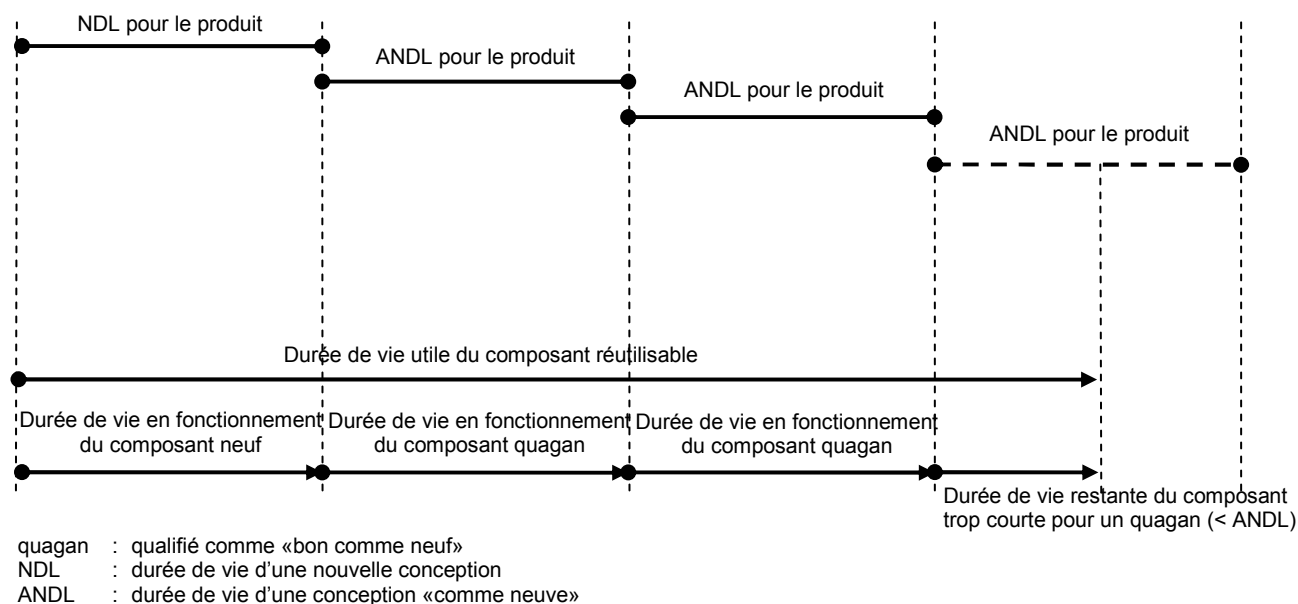 NDL pour le produit
ANDL pour le produit
ANDL pour le produit
ANDL pour le produit
Durée de vie utile du composant réutilisable
Durée de vie en fonctionnement
du composant neuf
Durée de vie en fonctionnement
du composant quagan
Durée de vie en fonctionnement
du composant quagan
Durée de vie restante du composant
trop courte pour un quagan (< ANDL)
quagan : qualifié comme «bon comme neuf»
NDL : durée de vie d’une nouvelle conception
ANDL : durée de vie d’une conception «comme neuve»